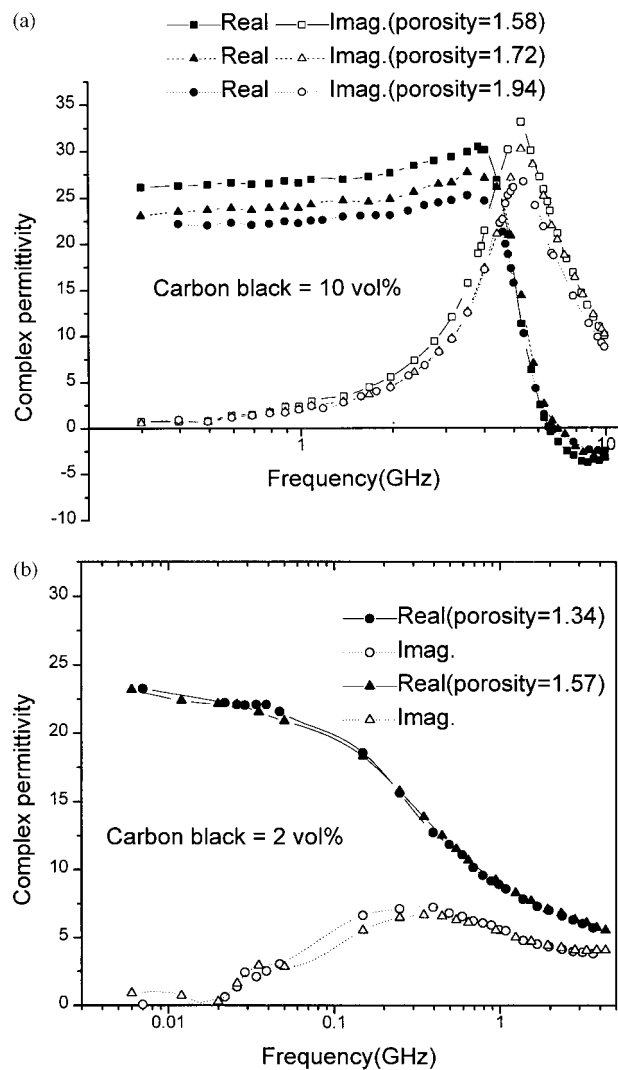 (a)
Real Imag.(porosity=1.58)
Real Imag.(porosity=1.72)
Real Imag.(porosity=1.94)
35
30
25
20
15
10
5
0
-5
-10
Complex permittivity
Carbon black = 10 vol%
1
10
Frequency(GHz)
(b)
30
25
20
15
10
5
0
Complex permittivity
Real(porosity=1.34)
Imag.
Real(porosity=1.57)
Imag.
Carbon black = 2 vol%
0.01
0.1
1
Frequency(GHz)